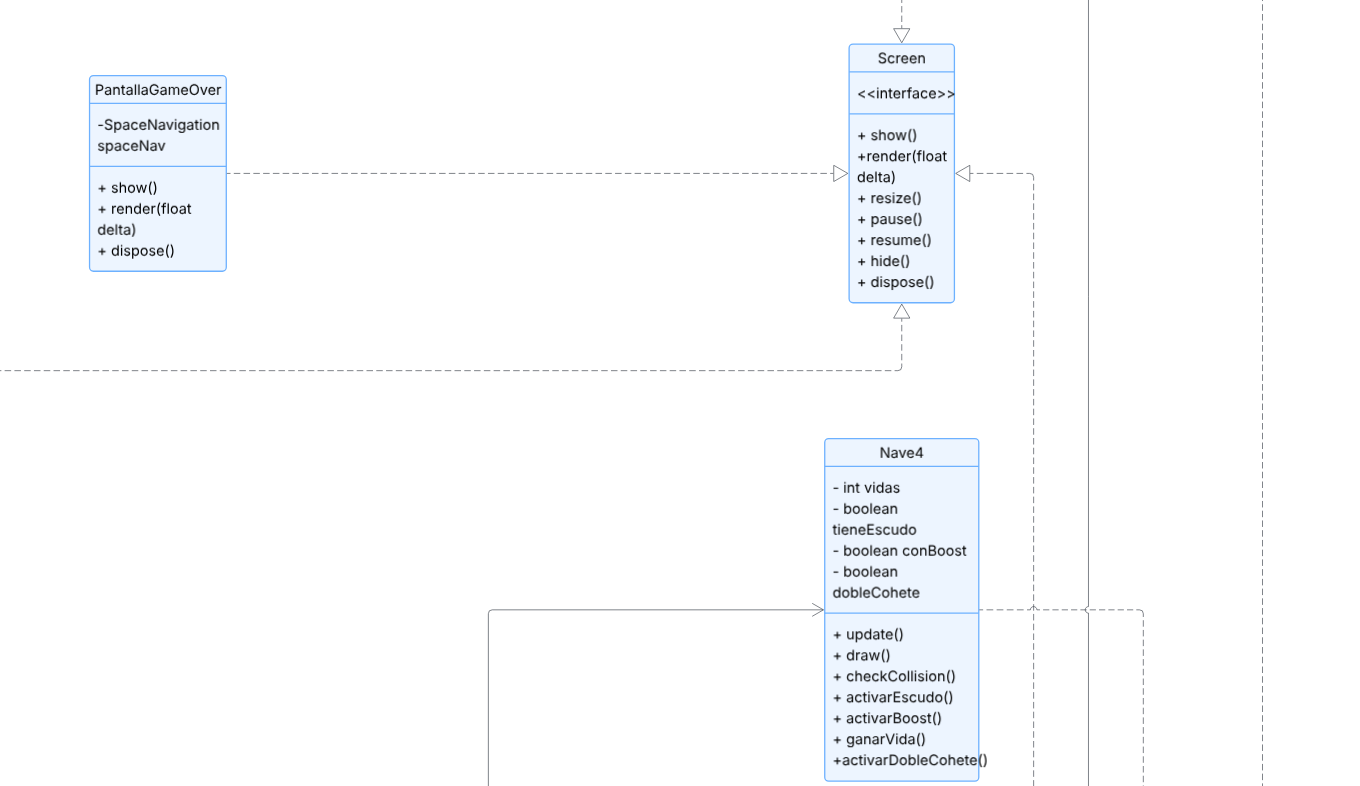 PantallaGameOver
-SpaceNavigation
spaceNav
+ show()
+ render(float
delta)
+ dispose()
Screen
<<interface>>
+ show()
+render(float
delta)
+ resize()
+ pause()
+ resume()
+ hide()
+ dispose()
Nave4
- int vidas
- boolean
tieneEscudo
- boolean conBoost
- boolean
dobleCohete
+ update()
+ draw()
+ checkCollision()
+ activarEscudo()
+ activarBoost()
+ ganarVida()
+activarDobleCohete()